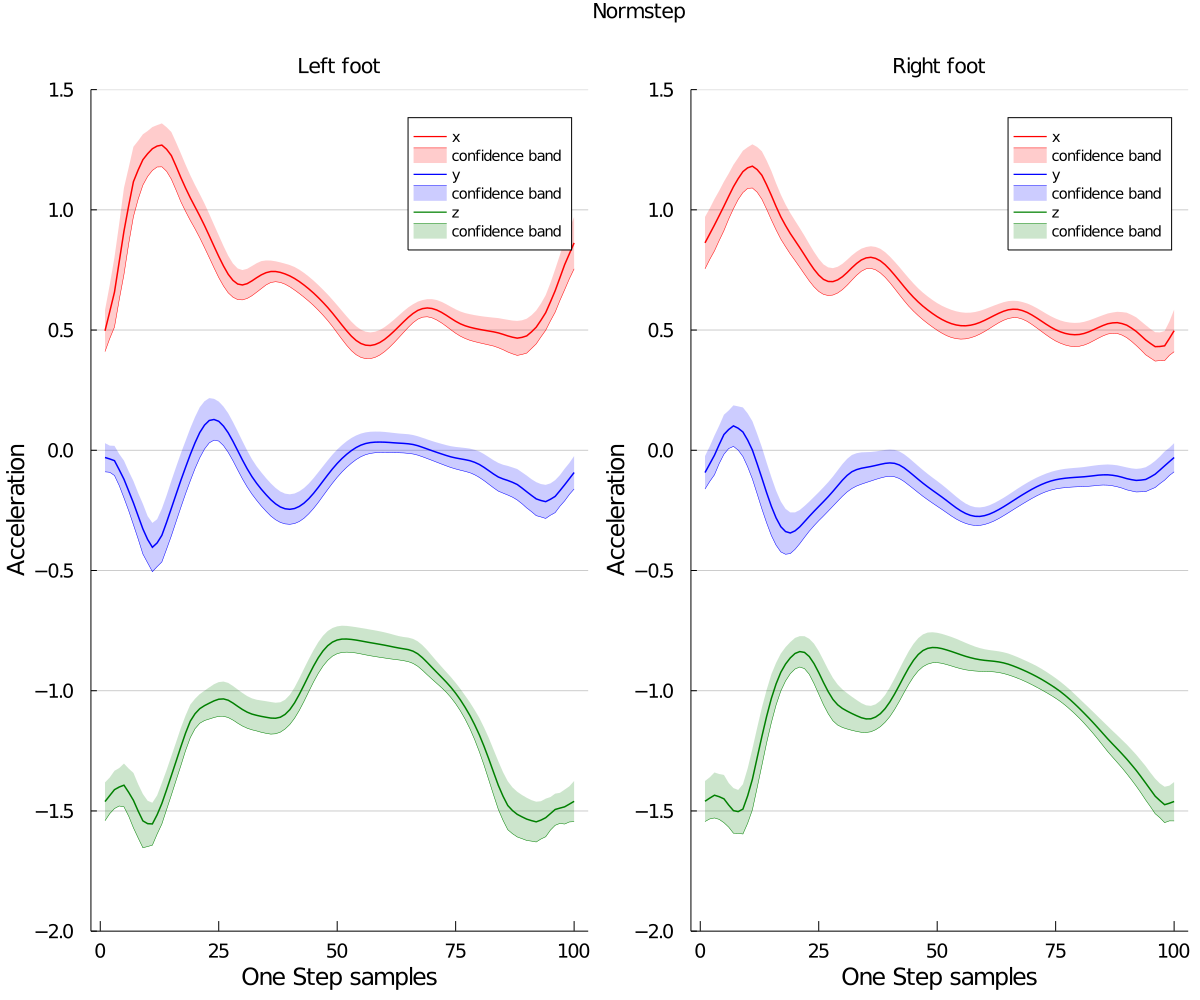 Normstep
Left foot
1.5
1.0
0.5
0.0
−0.5
−1.0
−1.5
−2.0
Acceleration
x
confidence band
y
confidence band
z
confidence band
0 25 50 75 100
One Step samples
Right foot
1.5
1.0
0.5
0.0
−0.5
−1.0
−1.5
−2.0
Acceleration
x
confidence band
y
confidence band
z
confidence band
0 25 50 75 100
One Step samples